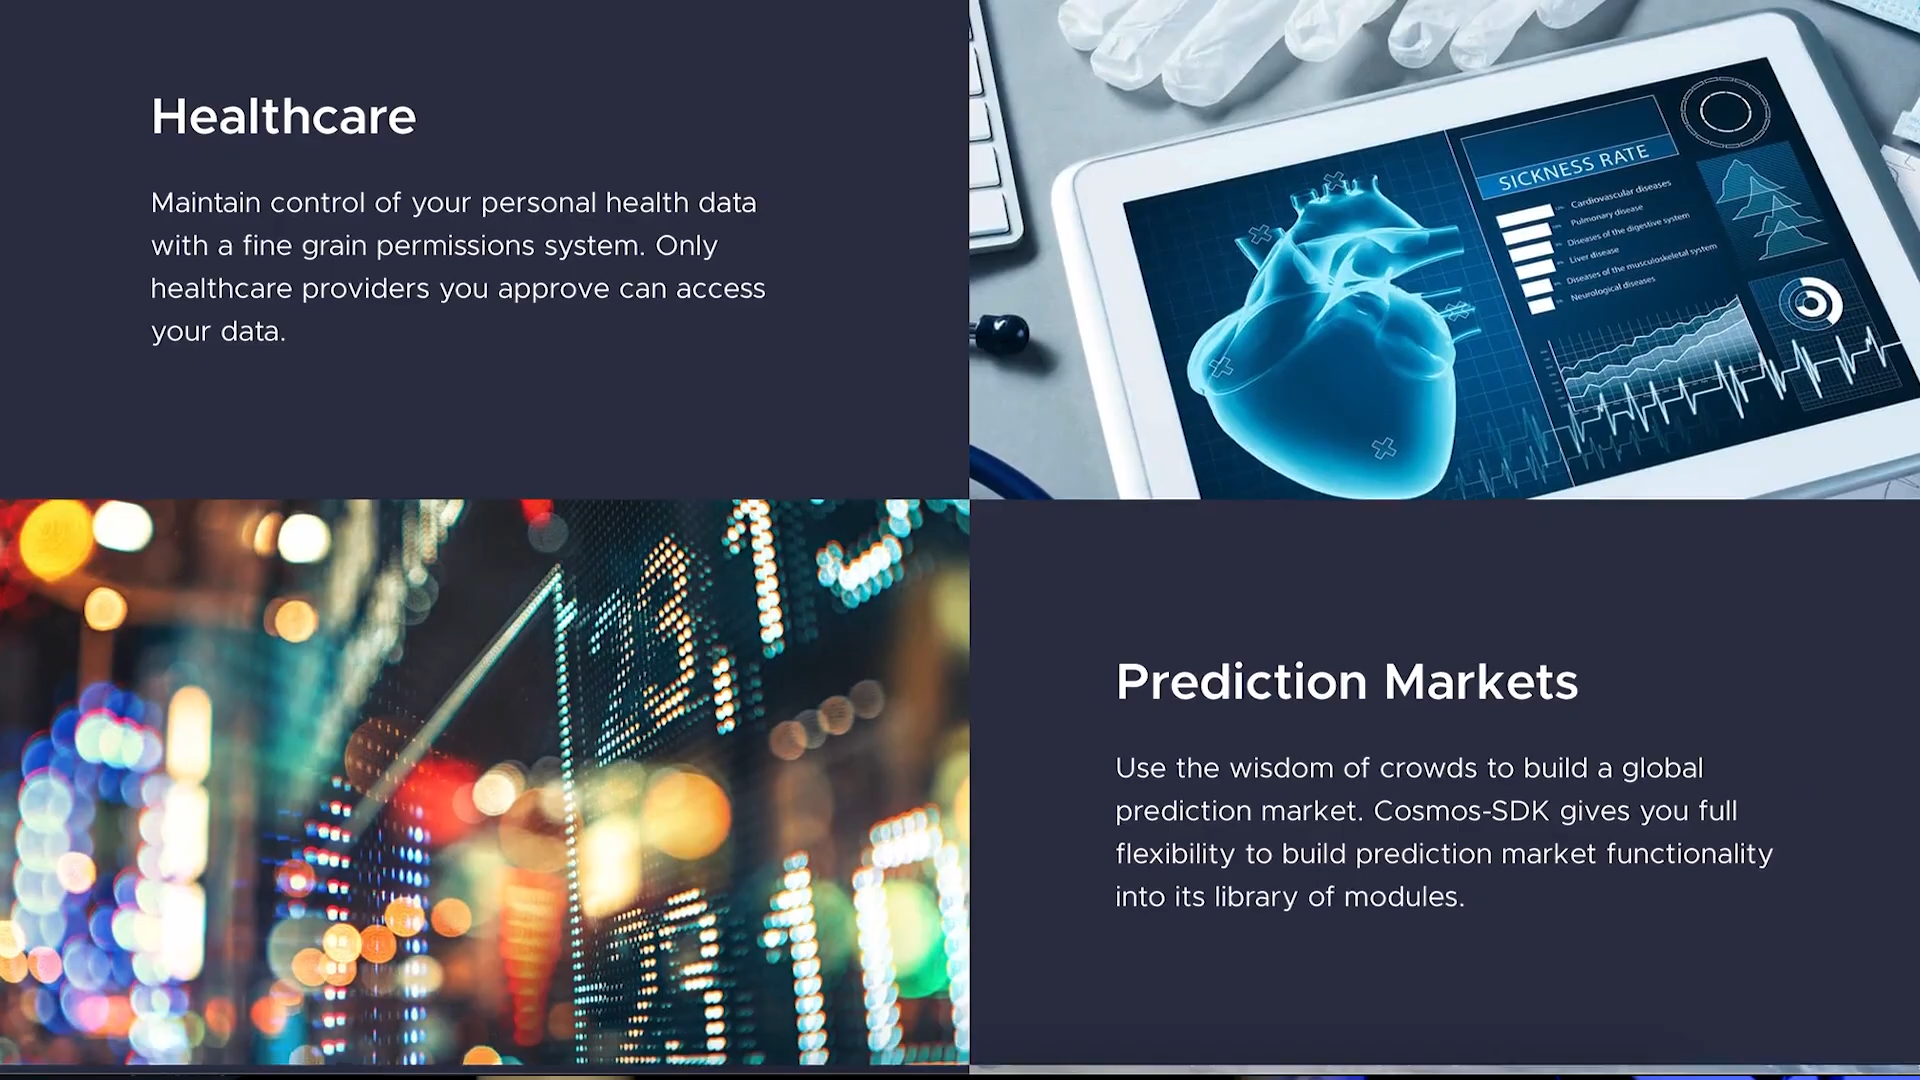 Healthcare
Maintain control of your personal health data
with a fine grain permissions system. Only
healthcare providers you approve can access
your data.
SICKNESS RATE
Cardiovascular diseases
Pulmonary disease
Diseases of the digestive system
Liver disease
Diseases of the musculoskeletal system
Neurological diseases
Prediction Markets
Use the wisdom of crowds to build a global
prediction market. Cosmos-SDK gives you full
flexibility to build prediction market functionality
into its library of modules.